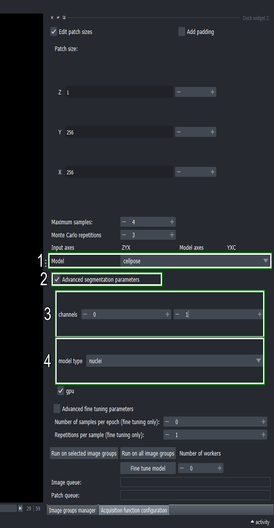 Dock widget 2
Edit patch sizes Add padding
Patch size:
Z 1 − +
Y 256 − +
X 256 − +
Maximum samples: − 4 +
Monte Carlo repetitions − 3 +
Input axes ZYX Model axes YXC
1 Model cellpose
2 Advanced segmentation parameters
3 channels − 0 + − 1 +
4 model type nuclei
gpu
Advanced fine tuning parameters
Number of samples per epoch (fine tuning only): − 0 +
Repetitions per sample (fine tuning only): − 1 +
Run on selected image groups Run on all image groups Number of workers
Fine tune model − 0 +
Image queue:
Patch queue:
Image groups manager Acquisition function configuration
activity